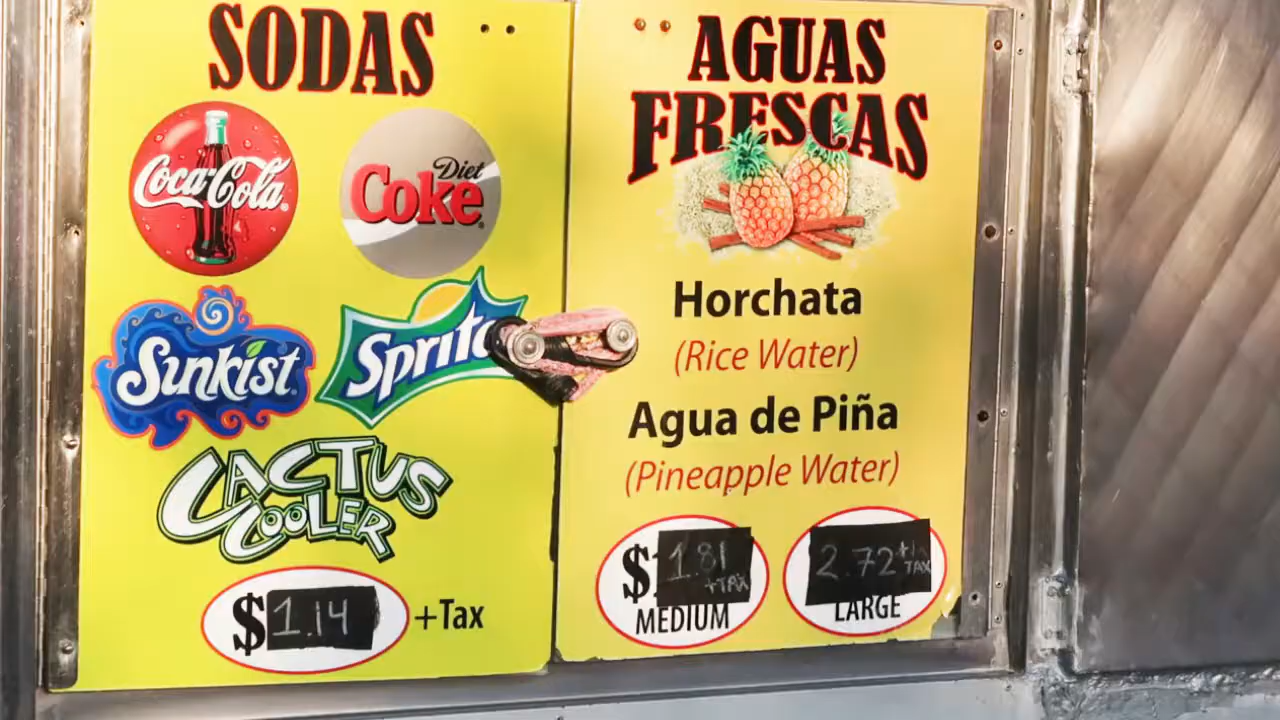 SODAS
Coca-Cola
Diet
Coke
Sunkist
Sprite
CACTUS
COOLER
$1.14 +Tax
AGUAS
FRESCAS
Horchata
(Rice Water)
Agua de Piña
(Pineapple Water)
$1.81
+TAX
MEDIUM
2.72 +
TAX
LARGE